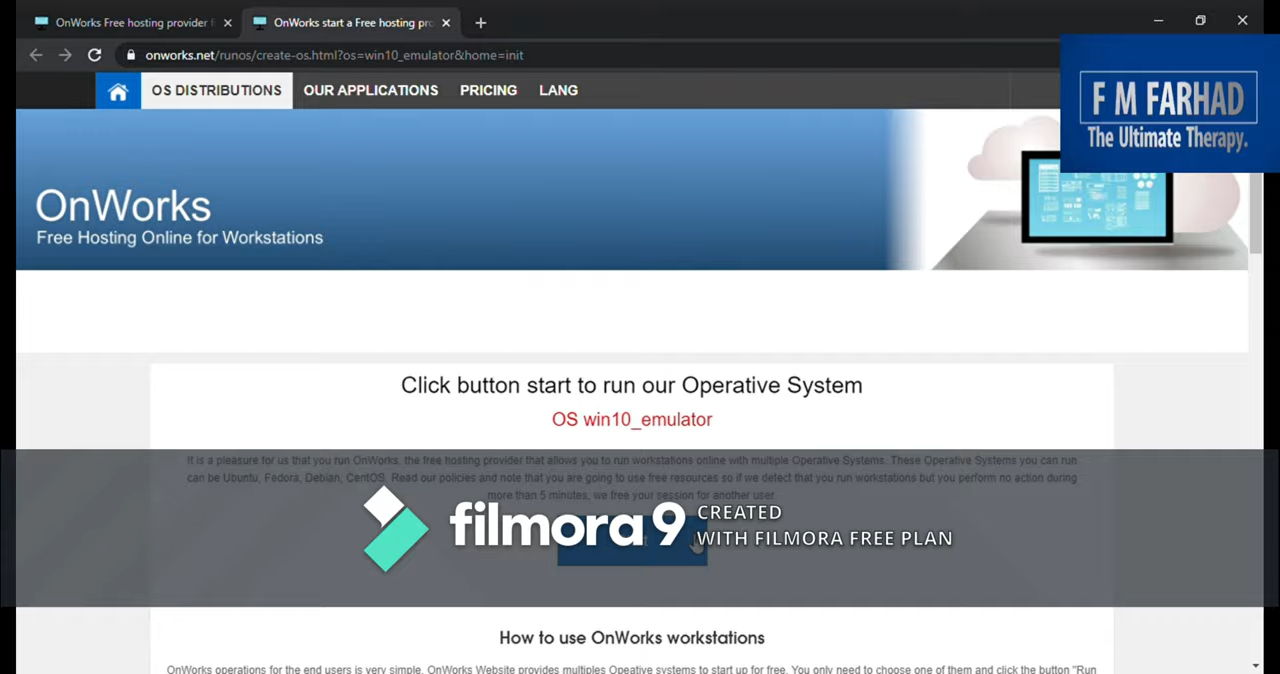 OnWorks Free hosting provider
OnWorks start a Free hosting pro
onworks.net/runos/create-os.html?os=win10_emulator&home=init
OS DISTRIBUTIONS
OUR APPLICATIONS
PRICING
LANG
F M FARHAD
The Ultimate Therapy.
OnWorks
Free Hosting Online for Workstations
Click button start to run our Operative System
OS win10_emulator
It is a pleasure for us that you run OnWorks, the free hosting provider that allows you to run workstations online with multiple Operative Systems. These Operative Systems you can run
can be Ubuntu, Fedora, Debian, CentOS. Read our policies and note that you are going to use free resources so if we detect that you run workstations but you perform no action during
more than 5 minutes, we free your session for another user.
filmora9
CREATED
WITH FILMORA FREE PLAN
How to use OnWorks workstations
OnWorks operations for the end users is very simple. OnWorks Website provides multiples Opeative systems to start up for free. You only need to choose one of them and click the button "Run